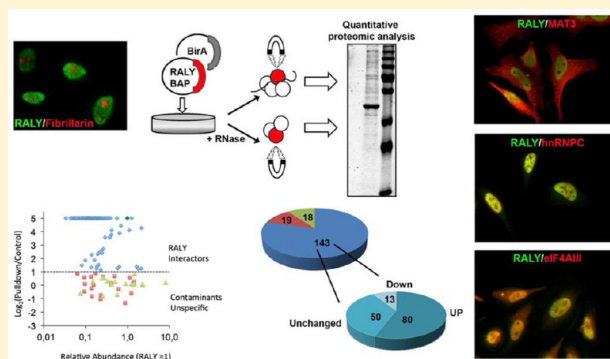 Quantitative
proteomic analysis
BirA
RALY
BAP
+ RNase
RALY/Fibrillarin
RALY/MAT3
RALY/hnRNPC
RALY/eIF4AIII
Log₂(Pulldown/Control)
5
4
3
2
1
0
-1
-2
-3
RALY
Interactors
Contaminants
Unspecific
0,0
0,1
1,0
10,0
Relative Abundance (RALY =1)
19
18
143
Down
13
Unchanged
50
80
UP